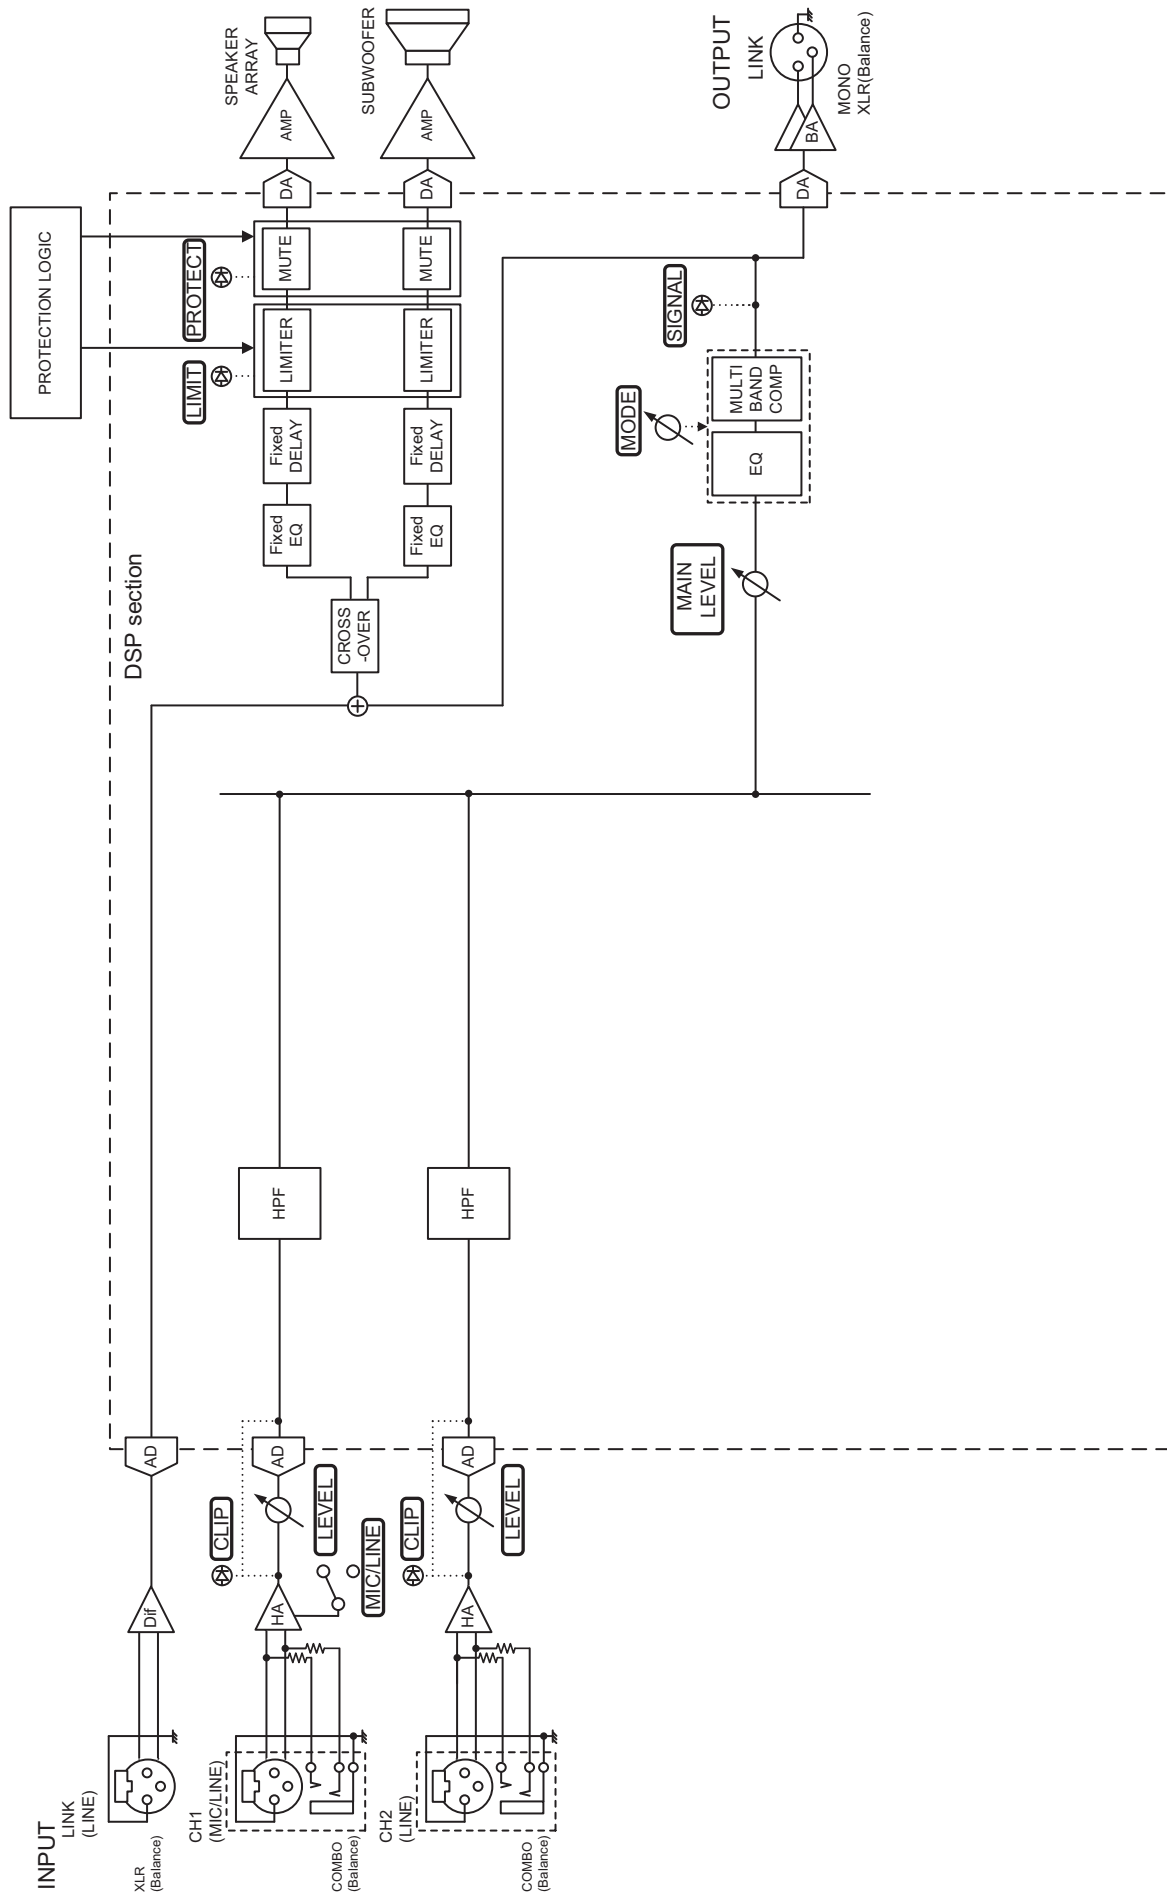 INPUT
LINK
(LINE)
XLR
(Balance)
Dif
AD
CH1
(MIC/LINE)
COMBO
(Balance)
HA
CLIP
LEVEL
MIC/LINE
AD
HPF
CH2
(LINE)
COMBO
(Balance)
HA
CLIP
LEVEL
AD
HPF
DSP section
CROSS
-OVER
Fixed
EQ
Fixed
DELAY
LIMITER
MUTE
DA
AMP
SPEAKER
ARRAY
Fixed
EQ
Fixed
DELAY
LIMITER
MUTE
DA
AMP
SUBWOOFER
PROTECTION LOGIC
LIMIT
PROTECT
MAIN
LEVEL
MODE
EQ
MULTI
BAND
COMP
SIGNAL
DA
BA
OUTPUT
LINK
MONO
XLR(Balance)